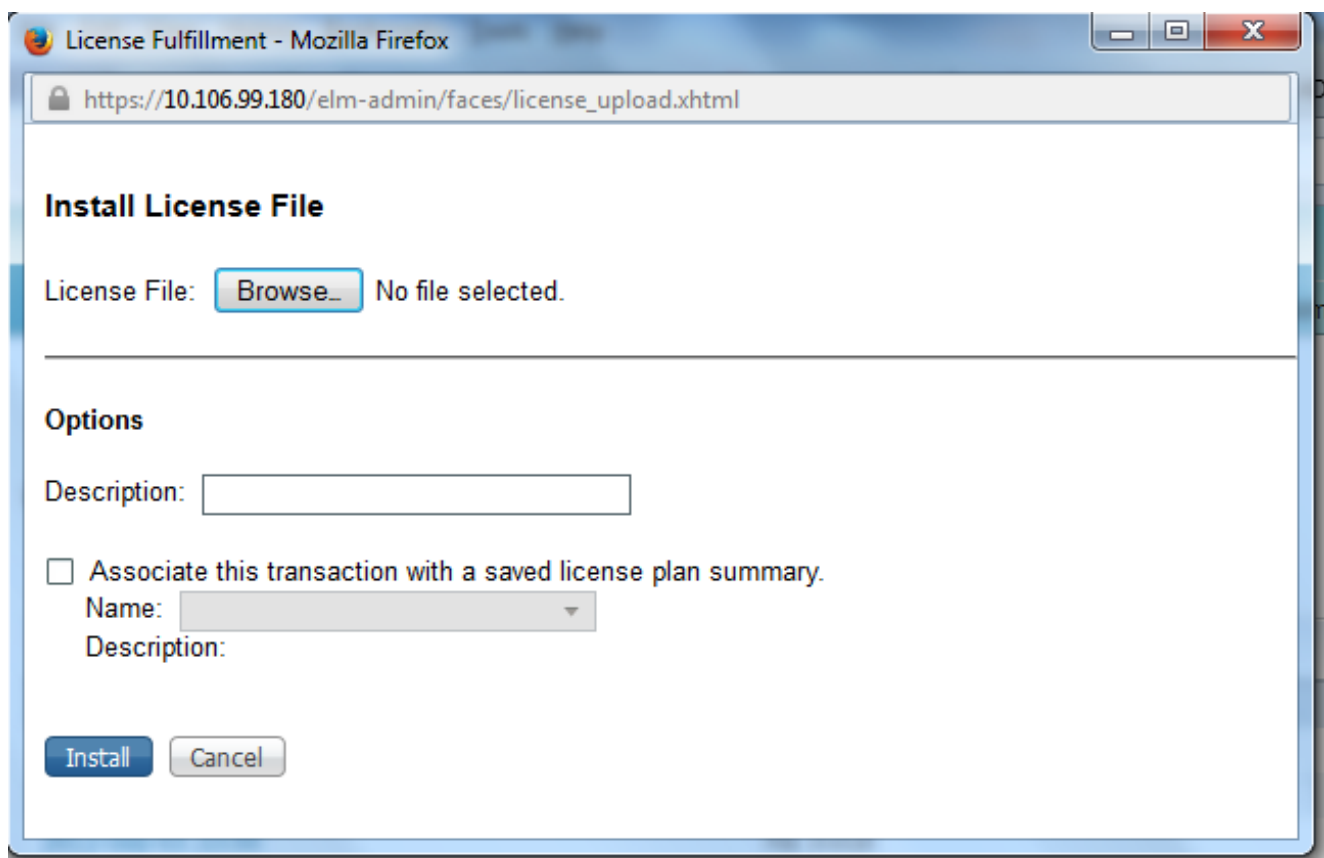 License Fulfillment - Mozilla Firefox
https://10.106.99.180/elm-admin/faces/license_upload.xhtml
Install License File
License File: Browse... No file selected.
Options
Description:
Associate this transaction with a saved license plan summary.
Name:
Description:
Install Cancel